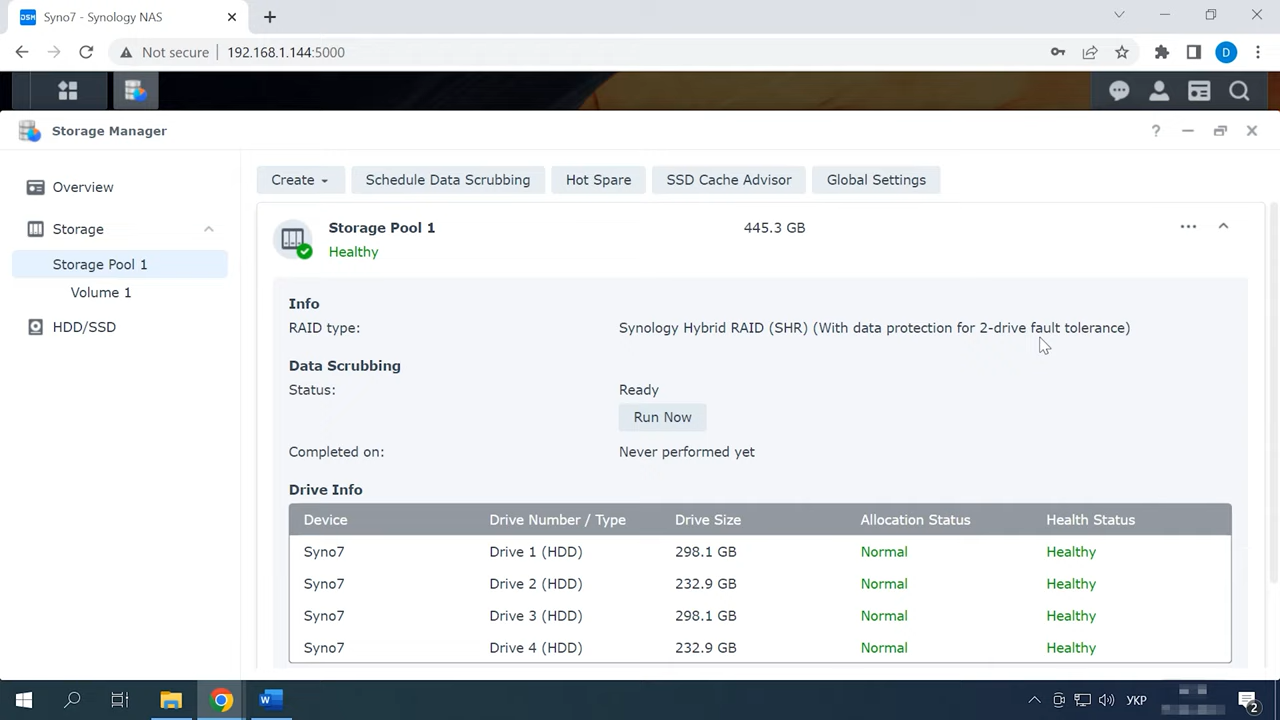 Syno7 - Synology NAS
Not secure 192.168.1.144:5000
D
Storage Manager
Overview
Storage
Storage Pool 1
Volume 1
HDD/SSD
Create Schedule Data Scrubbing Hot Spare SSD Cache Advisor Global Settings
Storage Pool 1 445.3 GB
Healthy
Info
RAID type: Synology Hybrid RAID (SHR) (With data protection for 2-drive fault tolerance)
Data Scrubbing
Status: Ready
Run Now
Completed on: Never performed yet
Drive Info
Device Drive Number / Type Drive Size Allocation Status Health Status
Syno7 Drive 1 (HDD) 298.1 GB Normal Healthy
Syno7 Drive 2 (HDD) 232.9 GB Normal Healthy
Syno7 Drive 3 (HDD) 298.1 GB Normal Healthy
Syno7 Drive 4 (HDD) 232.9 GB Normal Healthy
УКР
2